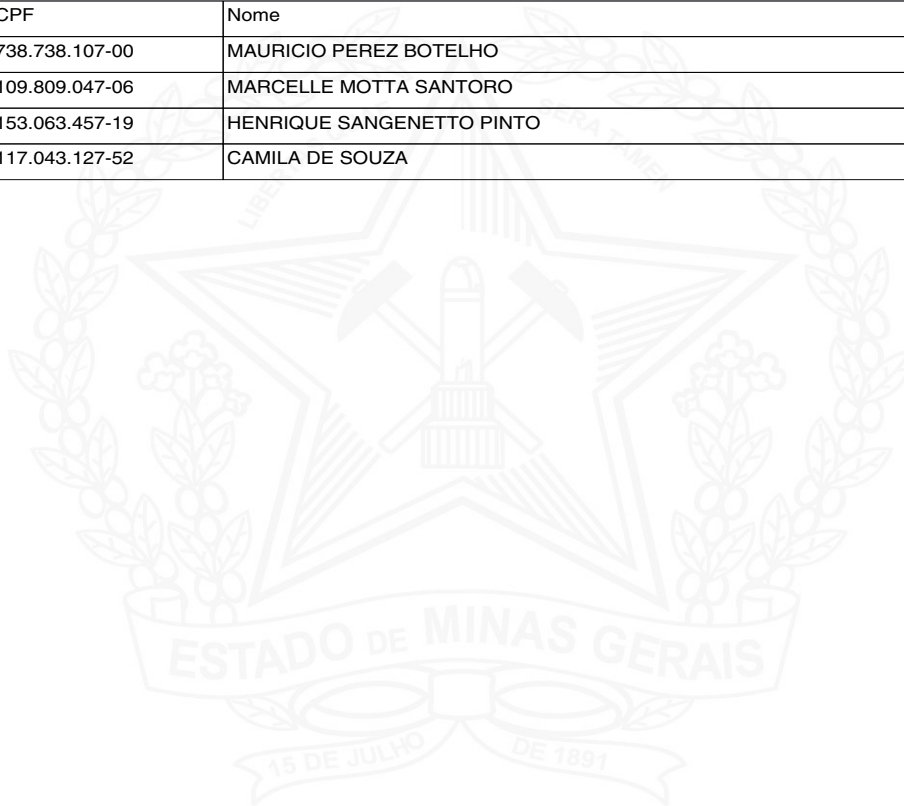 CPF Nome
738.738.107-00 MAURICIO PEREZ BOTELHO
109.809.047-06 MARCELLE MOTTA SANTORO
153.063.457-19 HENRIQUE SANGENETTO PINTO
117.043.127-52 CAMILA DE SOUZA
LIBERTAS QUÆ SERA TAMEN
ESTADO DE MINAS GERAIS
15 DE JULHO DE 1891